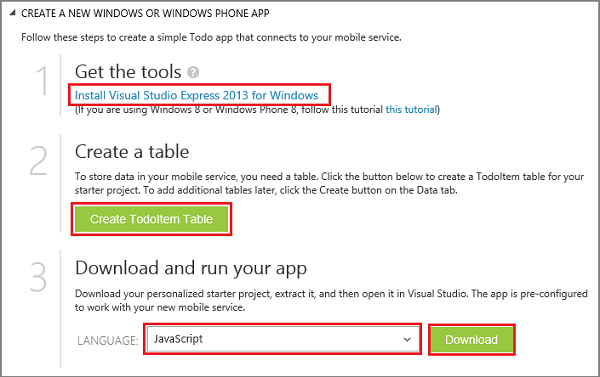 CREATE A NEW WINDOWS OR WINDOWS PHONE APP
Follow these steps to create a simple Todo app that connects to your mobile service.
1 Get the tools ?
Install Visual Studio Express 2013 for Windows
(If you are using Windows 8 or Windows Phone 8, follow this tutorial this tutorial)
2 Create a table
To store data in your mobile service, you need a table. Click the button below to create a TodoItem table for your
starter project. To add additional tables later, click the Create button on the Data tab.
Create TodoItem Table
3 Download and run your app
Download your personalized starter project, extract it, and then open it in Visual Studio. The app is pre-configured
to work with your new mobile service.
LANGUAGE: JavaScript Download